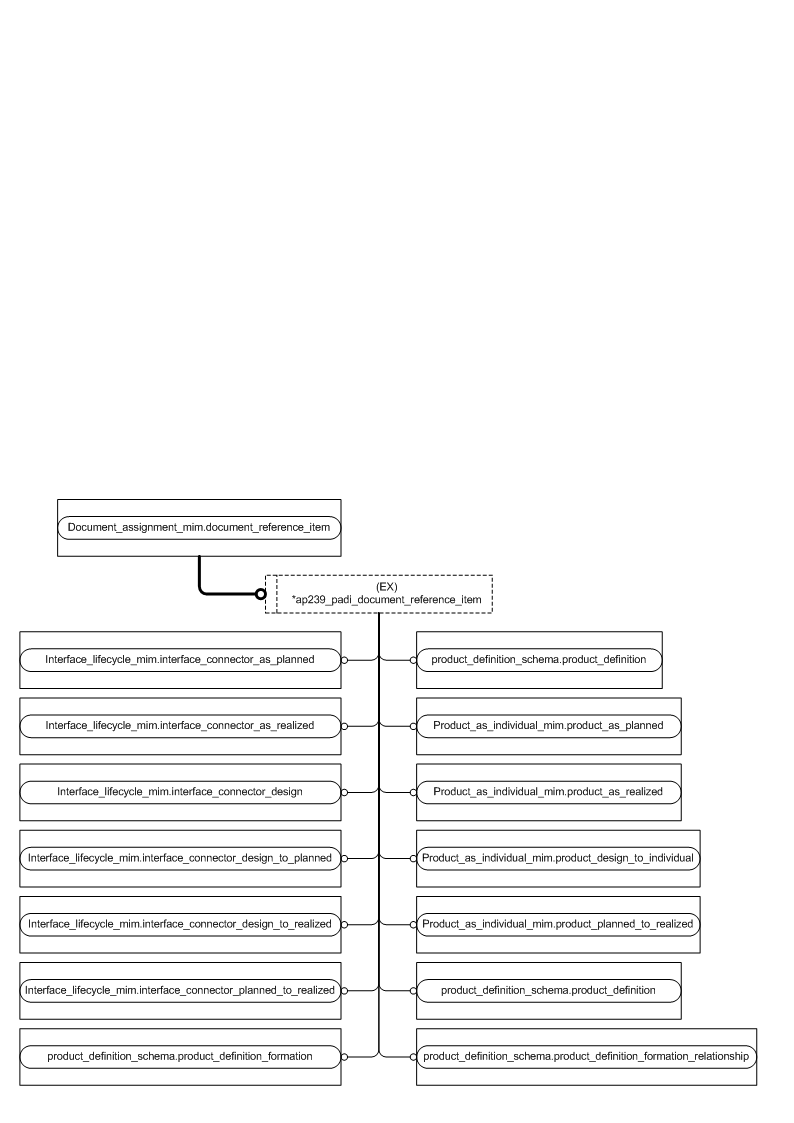 Document_assignment_mim.document_reference_item
(EX)
*ap239_padi_document_reference_item
Interface_lifecycle_mim.interface_connector_as_planned
product_definition_schema.product_definition
Interface_lifecycle_mim.interface_connector_as_realized
Product_as_individual_mim.product_as_planned
Interface_lifecycle_mim.interface_connector_design
Product_as_individual_mim.product_as_realized
Interface_lifecycle_mim.interface_connector_design_to_planned
Product_as_individual_mim.product_design_to_individual
Interface_lifecycle_mim.interface_connector_design_to_realized
Product_as_individual_mim.product_planned_to_realized
Interface_lifecycle_mim.interface_connector_planned_to_realized
product_definition_schema.product_definition
product_definition_schema.product_definition_formation
product_definition_schema.product_definition_formation_relationship